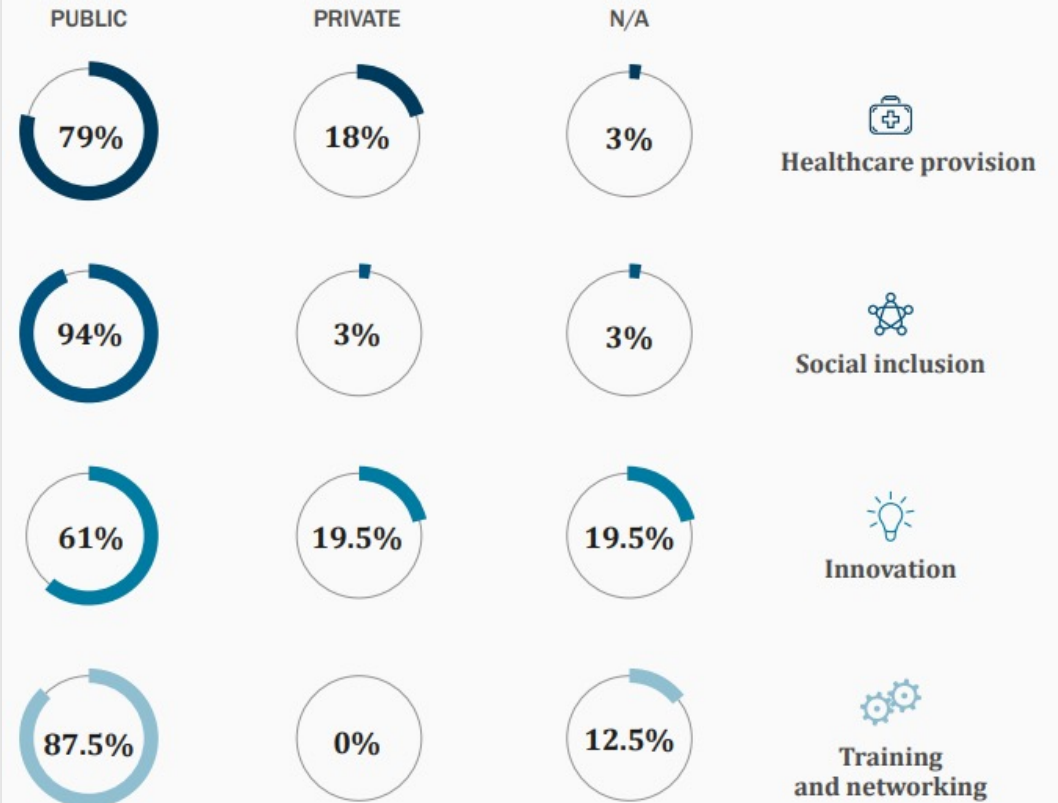 PUBLIC PRIVATE N/A
79% 18% 3%
Healthcare provision
94% 3% 3%
Social inclusion
61% 19.5% 19.5%
Innovation
87.5% 0% 12.5%
Training
and networking